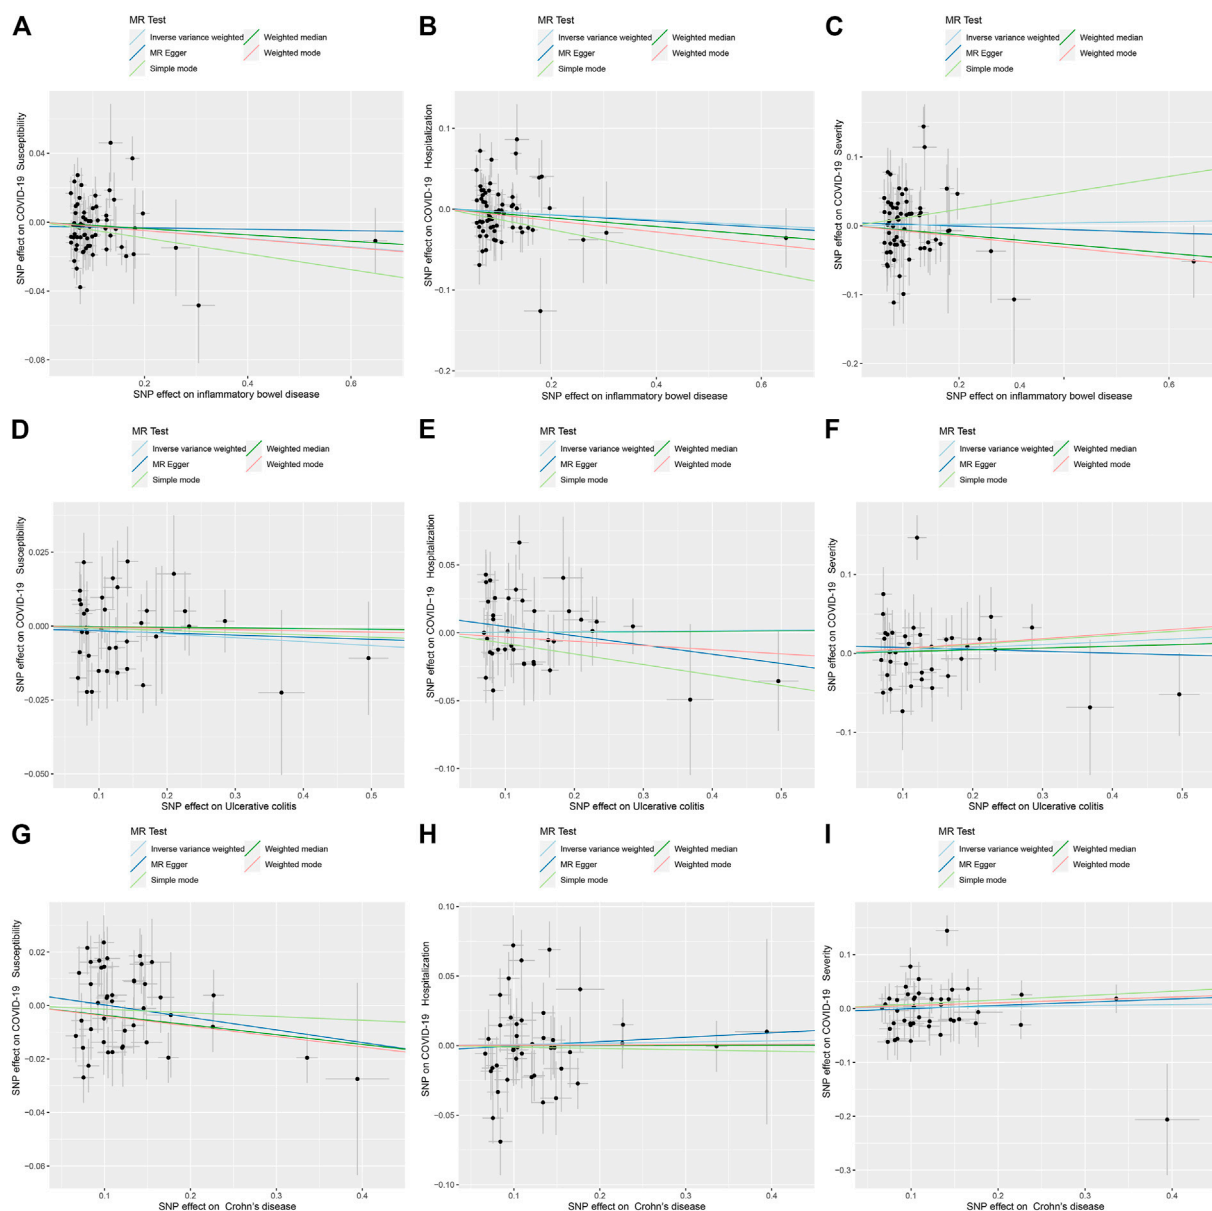 A
MR Test
Inverse variance weighted
Weighted median
MR Egger
Weighted mode
Simple mode
SNP effect on COVID-19 Susceptibility
0.04
0.00
−0.04
−0.08
0.2
0.4
0.6
SNP effect on inflammatory bowel disease
B
MR Test
Inverse variance weighted
Weighted median
MR Egger
Weighted mode
Simple mode
SNP effect on COVID-19 Hospitalization
0.1
0.0
−0.1
−0.2
0.2
0.4
0.6
SNP effect on inflammatory bowel disease
C
MR Test
Inverse variance weighted
Weighted median
MR Egger
Weighted mode
Simple mode
SNP effect on COVID-19 Severity
0.1
0.0
−0.1
−0.2
0.2
0.4
0.6
SNP effect on inflammatory bowel disease
D
MR Test
Inverse variance weighted
Weighted median
MR Egger
Weighted mode
Simple mode
SNP effect on COVID-19 Susceptibility
0.025
0.000
−0.025
−0.050
0.1
0.2
0.3
0.4
0.5
SNP effect on Ulcerative colitis
E
MR Test
Inverse variance weighted
Weighted median
MR Egger
Weighted mode
Simple mode
SNP effect on COVID−19 Hospitalization
0.05
0.00
−0.05
−0.10
0.1
0.2
0.3
0.4
0.5
SNP effect on Ulcerative colitis
F
MR Test
Inverse variance weighted
Weighted median
MR Egger
Weighted mode
Simple mode
SNP effect on COVID-19 Severity
0.1
0.0
−0.1
0.1
0.2
0.3
0.4
0.5
SNP effect on Ulcerative colitis
G
MR Test
Inverse variance weighted
Weighted median
MR Egger
Weighted mode
Simple mode
SNP effect on COVID-19 Susceptibility
0.02
0.00
−0.02
−0.04
−0.06
0.1
0.2
0.3
0.4
SNP effect on Crohn's disease
H
MR Test
Inverse variance weighted
Weighted median
MR Egger
Weighted mode
Simple mode
SNP on COVID-19 Hospitalization
0.10
0.05
0.00
−0.05
−0.10
0.1
0.2
0.3
0.4
SNP effect on Crohn's disease
I
MR Test
Inverse variance weighted
Weighted median
MR Egger
Weighted mode
Simple mode
SNP effect on COVID-19 Severity
0.1
0.0
−0.1
−0.2
−0.3
0.1
0.2
0.3
0.4
SNP effect on Crohn's disease